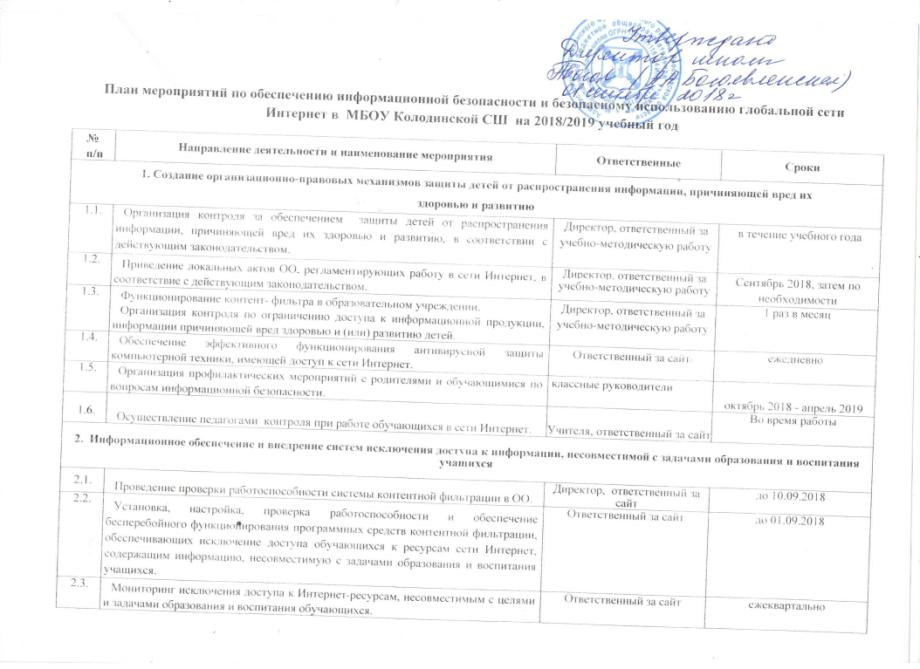 Утверждано
Директор школы
Богоявленская)
01 сентября 2018 г
План мероприятий по обеспечению информационной безопасности и безопасному использованию глобальной сети
Интернет в МБОУ Колодинской СШ на 2018/2019 учебный год
№
п/п
Направление деятельности и наименование мероприятия
Ответственные
Сроки
1. Создание организационно-правовых механизмов защиты детей от распространения информации, причиняющей вред их
здоровью и развитию
1.1.
Организация контроля за обеспечением защиты детей от распространения
информации, причиняющей вред их здоровью и развитию, в соответствии с
действующим законодательством.
Директор, ответственный за
учебно-методическую работу
в течение учебного года
1.2.
Приведение локальных актов ОО, регламентирующих работу в сети Интернет, в
соответствие с действующим законодательством.
Директор, ответственный за
учебно-методическую работу
Сентябрь 2018, затем по
необходимости
1.3.
Функционирование контент- фильтра в образовательном учреждении.
Организация контроля по ограничению доступа к информационной продукции,
информации причиняющей вред здоровью и (или) развитию детей.
Директор, ответственный за
учебно-методическую работу
1 раз в месяц
1.4.
Обеспечение эффективного функционирования антивирусной защиты
компьютерной техники, имеющей доступ к сети Интернет.
Ответственный за сайт
ежедневно
1.5.
Организация профилактических мероприятий с родителями и обучающимися по
вопросам информационной безопасности.
классные руководители
октябрь 2018 - апрель 2019
1.6.
Осуществление педагогами контроля при работе обучающихся в сети Интернет.
Учителя, ответственный за сайт
Во время работы
2. Информационное обеспечение и внедрение систем исключения доступа к информации, несовместимой с задачами образования и воспитания
учащихся
2.1.
Проведение проверки работоспособности системы контентной фильтрации в ОО.
Директор, ответственный за
сайт
до 10.09.2018
2.2.
Установка, настройка, проверка работоспособности и обеспечение
бесперебойного функционирования программных средств контентной фильтрации,
обеспечивающих исключение доступа обучающихся к ресурсам сети Интернет,
содержащим информацию, несовместимую с задачами образования и воспитания
учащихся.
Ответственный за сайт
до 01.09.2018
2.3.
Мониторинг исключения доступа к Интернет-ресурсам, несовместимым с целями
и задачами образования и воспитания обучающихся.
Ответственный за сайт
ежеквартально